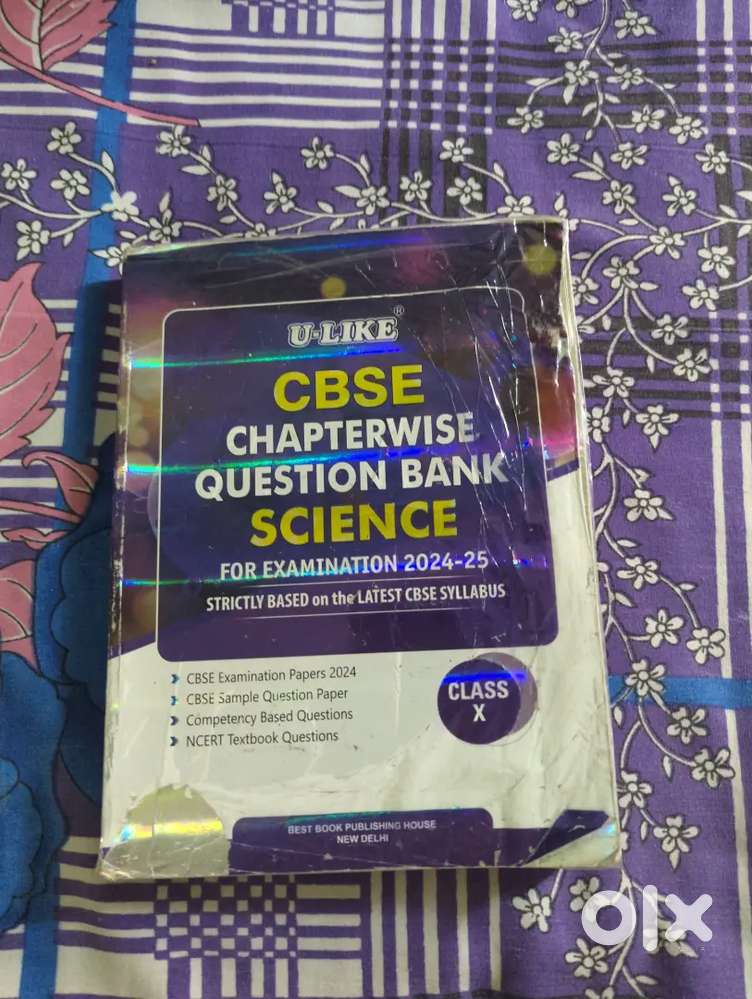 U-LIKE®
CBSE
CHAPTERWISE
QUESTION BANK
SCIENCE
FOR EXAMINATION 2024-25
STRICTLY BASED on the LATEST CBSE SYLLABUS
CBSE Examination Papers 2024
CBSE Sample Question Paper
Competency Based Questions
NCERT Textbook Questions
CLASS
X
BEST BOOK PUBLISHING HOUSE
NEW DELHI
olx